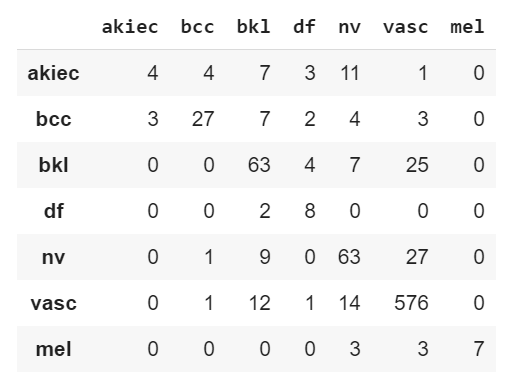 akiec bcc bkl df nv vasc mel
akiec 4 4 7 3 11 1 0
bcc 3 27 7 2 4 3 0
bkl 0 0 63 4 7 25 0
df 0 0 2 8 0 0 0
nv 0 1 9 0 63 27 0
vasc 0 1 12 1 14 576 0
mel 0 0 0 0 3 3 7